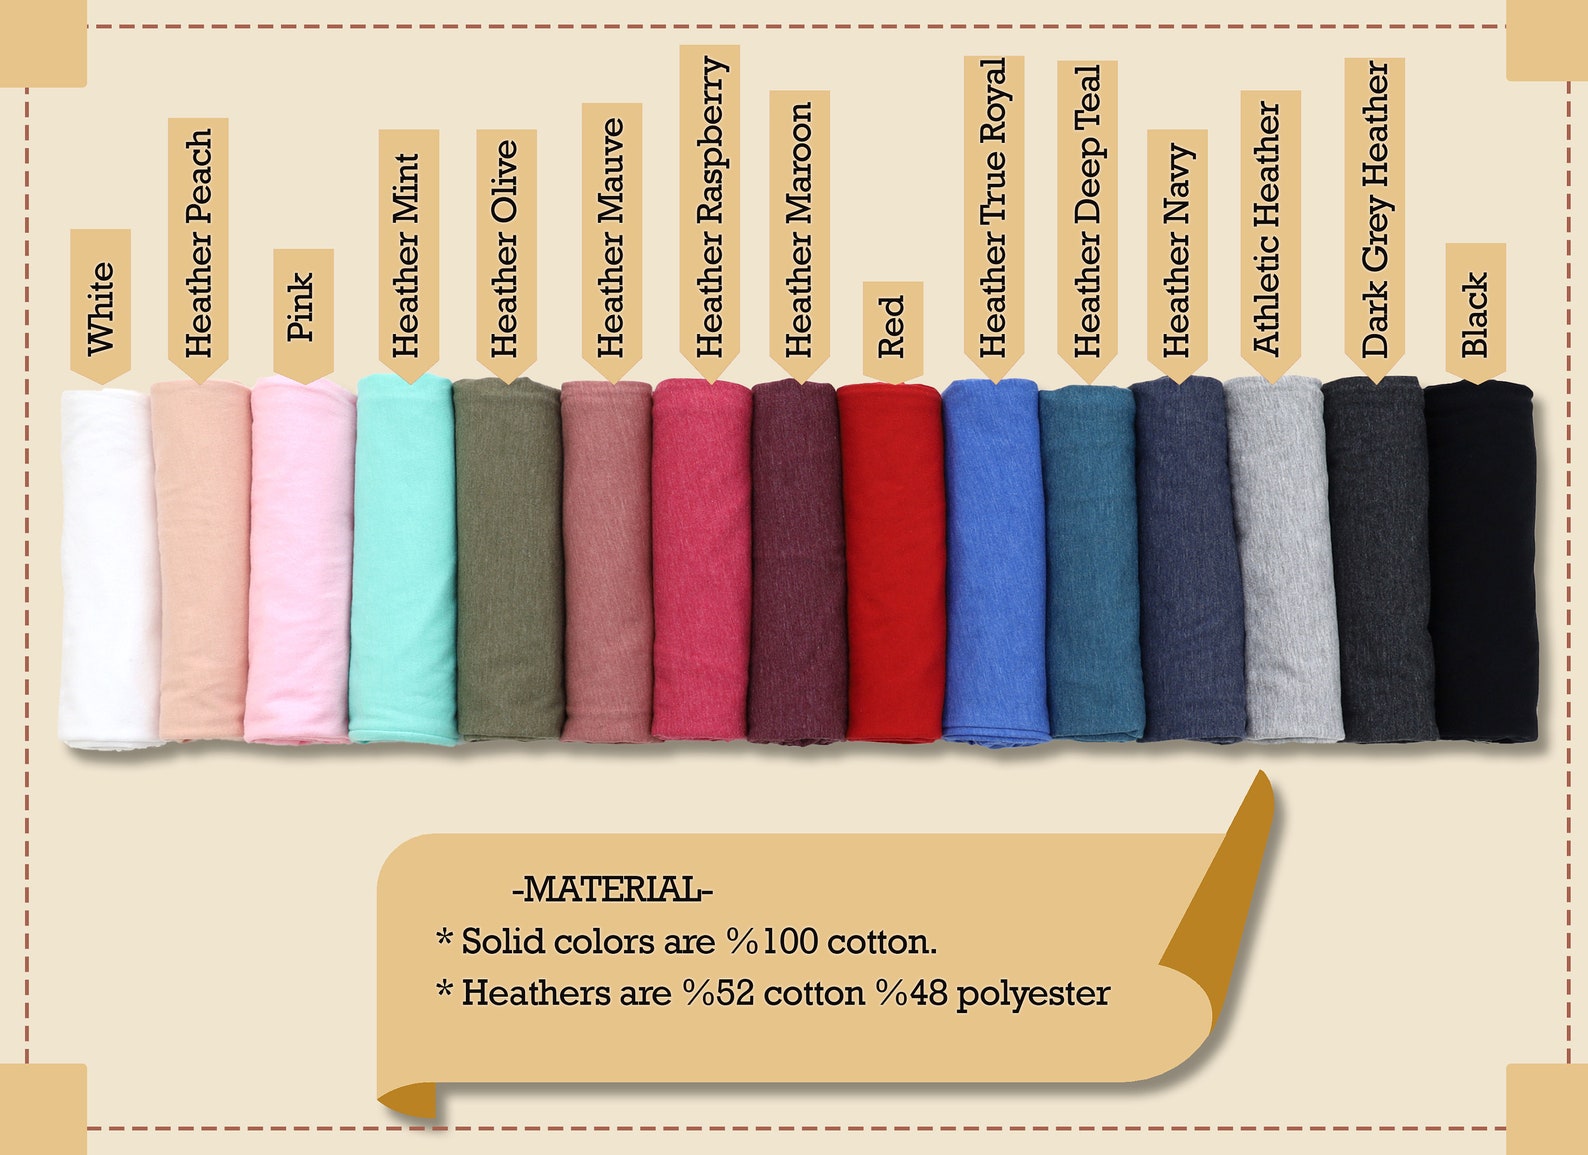 White
Heather Peach
Pink
Heather Mint
Heather Olive
Heather Mauve
Heather Raspberry
Heather Maroon
Red
Heather True Royal
Heather Deep Teal
Heather Navy
Athletic Heather
Dark Grey Heather
Black
-MATERIAL-
* Solid colors are %100 cotton.
* Heathers are %52 cotton %48 polyester